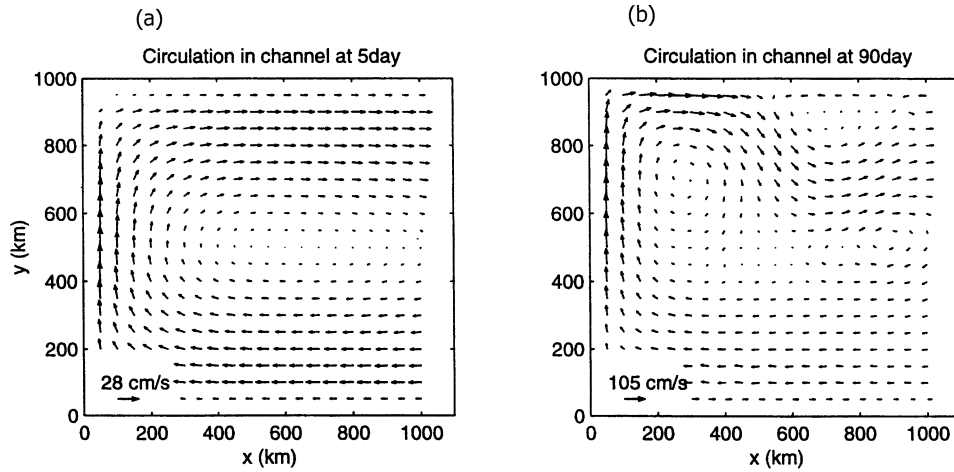 (a)
Circulation in channel at 5day
1000
800
600
400
200
0
y (km)
28 cm/s
0 200 400 600 800 1000
x (km)
(b)
Circulation in channel at 90day
1000
800
600
400
200
0
105 cm/s
0 200 400 600 800 1000
x (km)